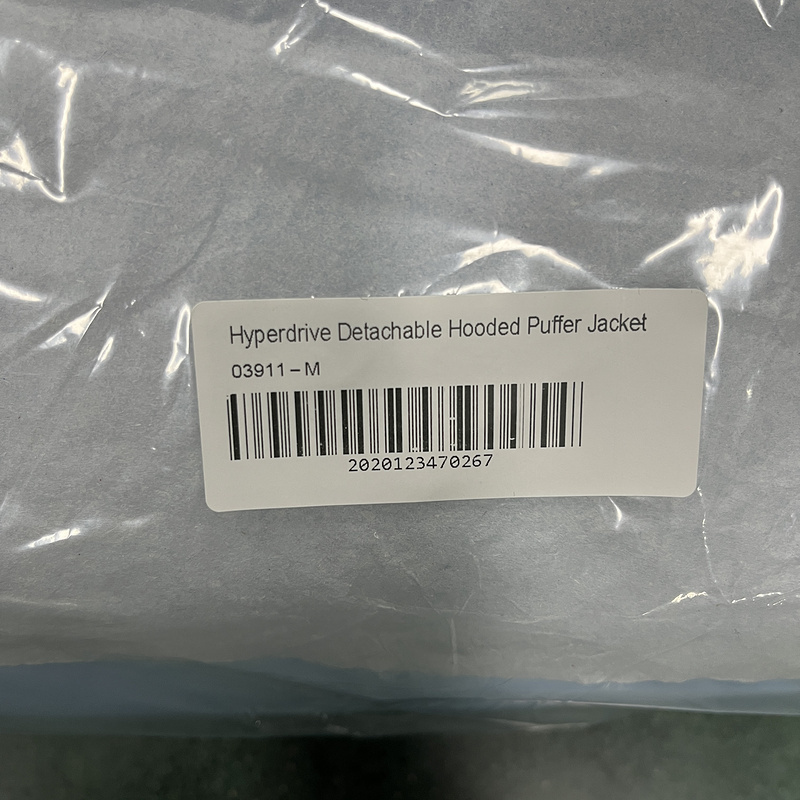 Hyperdrive Detachable Hooded Puffer Jacket
03911–M
2020123470267